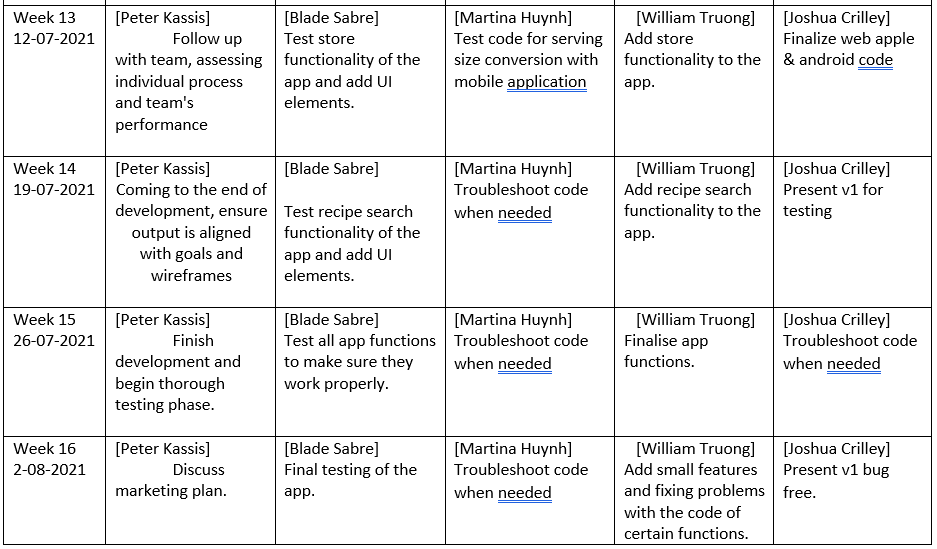 Week 13
12-07-2021
[Peter Kassis]
Follow up
with team, assessing
individual process
and team's
performance
[Blade Sabre]
Test store
functionality of the
app and add UI
elements.
[Martina Huynh]
Test code for serving
size conversion with
mobile application
[William Truong]
Add store
functionality to the
app.
[Joshua Crilley]
Finalize web apple
& android code
Week 14
19-07-2021
[Peter Kassis]
Coming to the end of
development, ensure
output is aligned
with goals and
wireframes
[Blade Sabre]
Test recipe search
functionality of the
app and add UI
elements.
[Martina Huynh]
Troubleshoot code
when needed
[William Truong]
Add recipe search
functionality to the
app.
[Joshua Crilley]
Present v1 for
testing
Week 15
26-07-2021
[Peter Kassis]
Finish
development and
begin thorough
testing phase.
[Blade Sabre]
Test all app functions
to make sure they
work properly.
[Martina Huynh]
Troubleshoot code
when needed
[William Truong]
Finalise app
functions.
[Joshua Crilley]
Troubleshoot code
when needed
Week 16
2-08-2021
[Peter Kassis]
Discuss
marketing plan.
[Blade Sabre]
Final testing of the
app.
[Martina Huynh]
Troubleshoot code
when needed
[William Truong]
Add small features
and fixing problems
with the code of
certain functions.
[Joshua Crilley]
Present v1 bug
free.